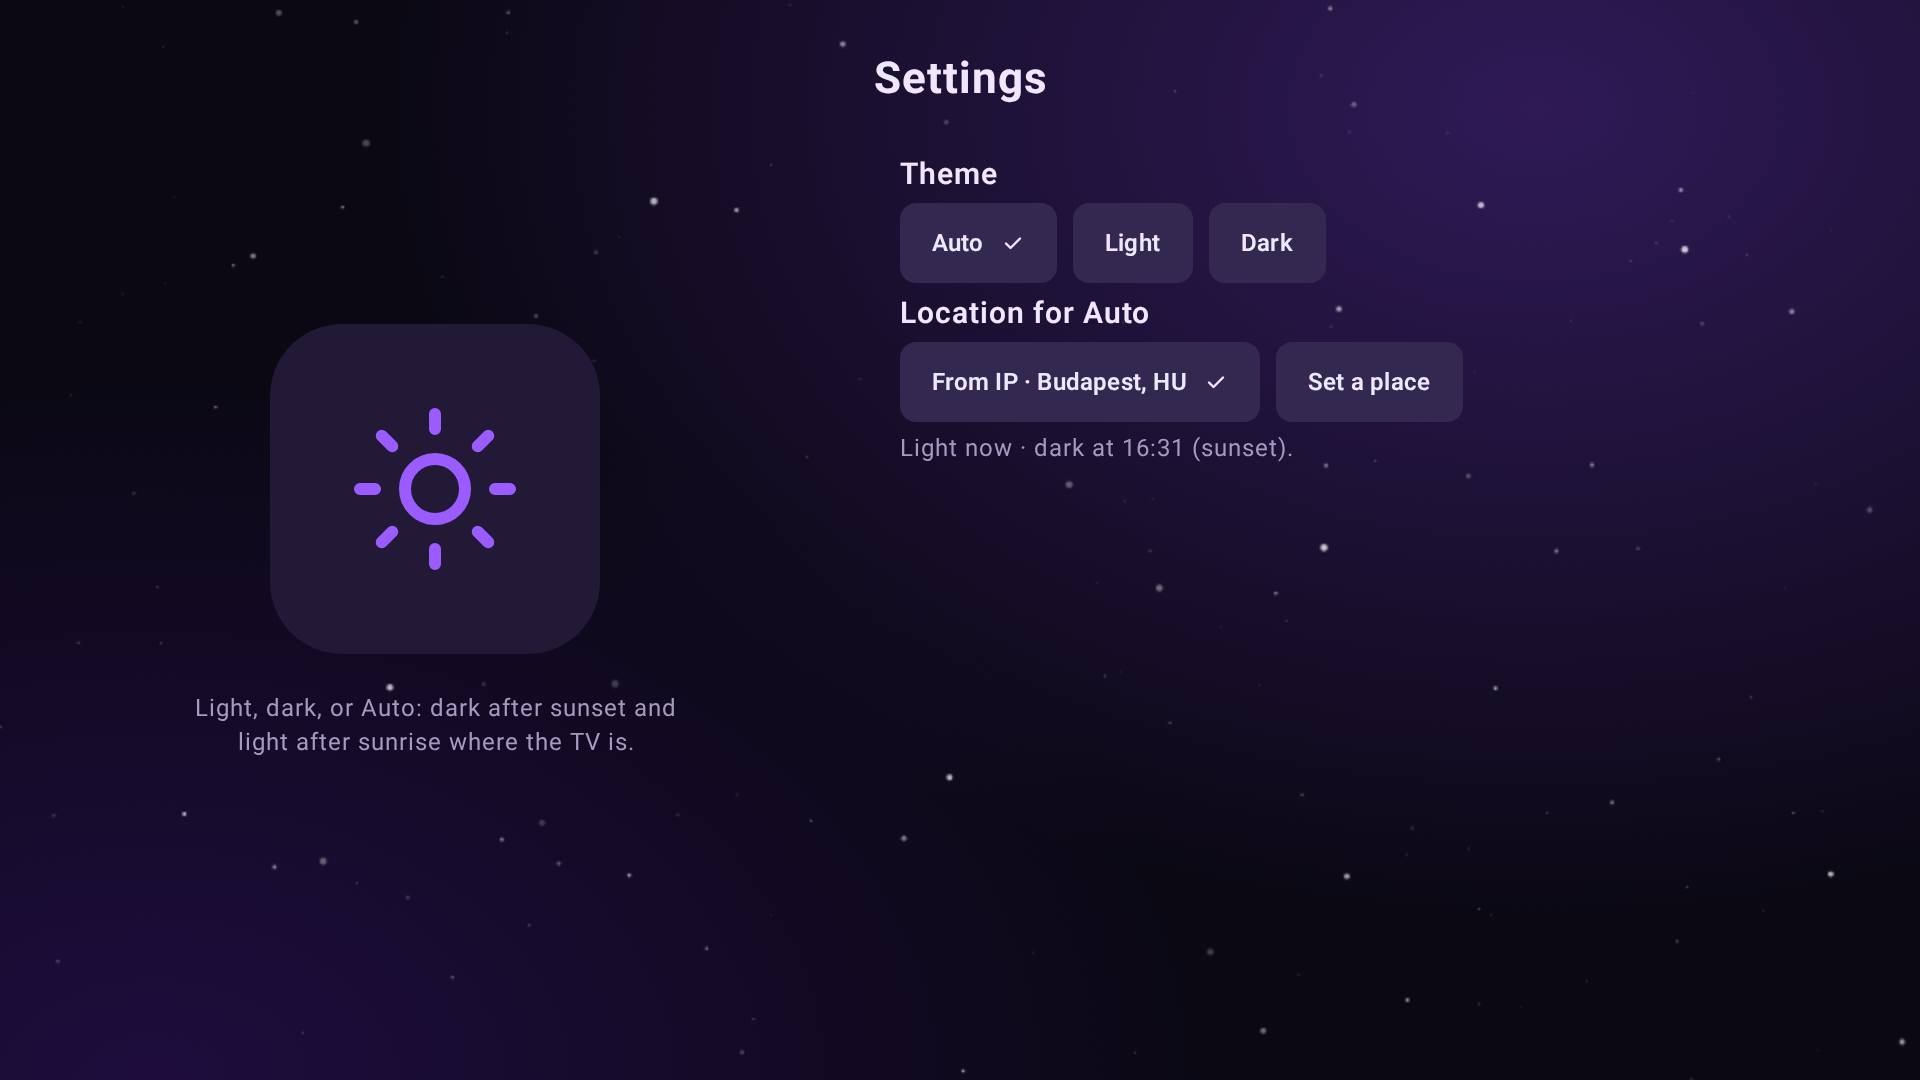 Settings
Theme
Auto
Light
Dark
Location for Auto
From IP · Budapest, HU
Set a place
Light now · dark at 16:31 (sunset).
Light, dark, or Auto: dark after sunset and
light after sunrise where the TV is.